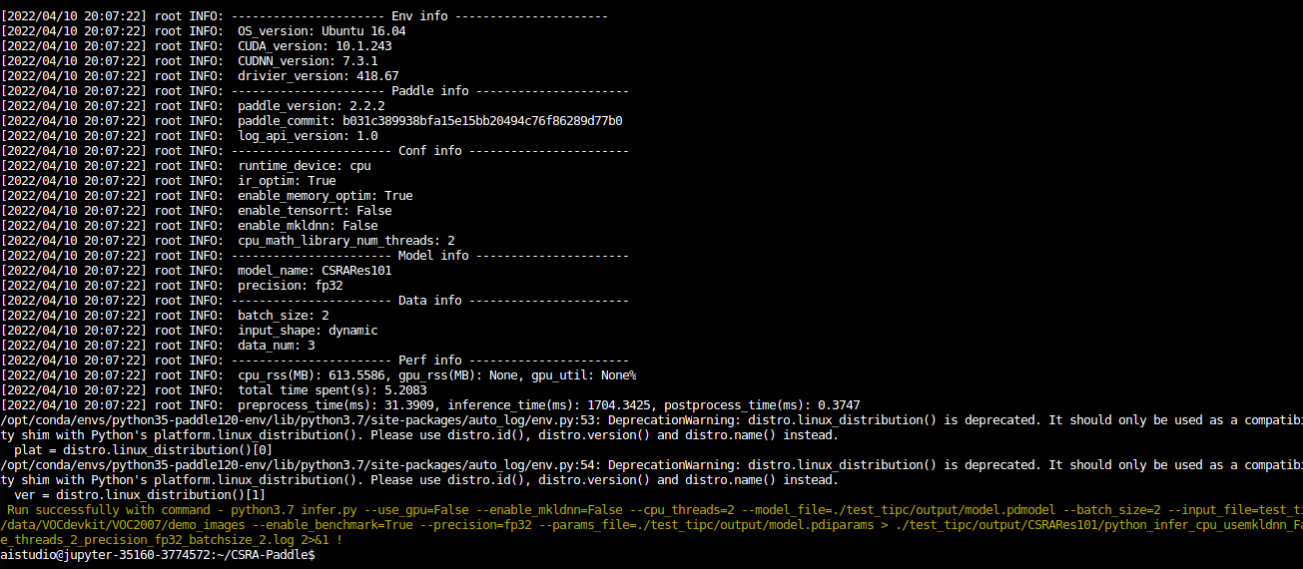 [2022/04/10 20:07:22] root INFO: ---------------------- Env info ----------------------
[2022/04/10 20:07:22] root INFO:  OS_version: Ubuntu 16.04
[2022/04/10 20:07:22] root INFO:  CUDA_version: 10.1.243
[2022/04/10 20:07:22] root INFO:  CUDNN_version: 7.3.1
[2022/04/10 20:07:22] root INFO:  drivier_version: 418.67
[2022/04/10 20:07:22] root INFO: ---------------------- Paddle info ----------------------
[2022/04/10 20:07:22] root INFO:  paddle_version: 2.2.2
[2022/04/10 20:07:22] root INFO:  paddle_commit: b031c389938bfa15e15bb20494c76f86289d77b0
[2022/04/10 20:07:22] root INFO:  log_api_version: 1.0
[2022/04/10 20:07:22] root INFO: ----------------------- Conf info -----------------------
[2022/04/10 20:07:22] root INFO:  runtime_device: cpu
[2022/04/10 20:07:22] root INFO:  ir_optim: True
[2022/04/10 20:07:22] root INFO:  enable_memory_optim: True
[2022/04/10 20:07:22] root INFO:  enable_tensorrt: False
[2022/04/10 20:07:22] root INFO:  enable_mkldnn: False
[2022/04/10 20:07:22] root INFO:  cpu_math_library_num_threads: 2
[2022/04/10 20:07:22] root INFO: ----------------------- Model info ----------------------
[2022/04/10 20:07:22] root INFO:  model_name: CSRARes101
[2022/04/10 20:07:22] root INFO:  precision: fp32
[2022/04/10 20:07:22] root INFO: ----------------------- Data info -----------------------
[2022/04/10 20:07:22] root INFO:  batch_size: 2
[2022/04/10 20:07:22] root INFO:  input_shape: dynamic
[2022/04/10 20:07:22] root INFO:  data_num: 3
[2022/04/10 20:07:22] root INFO: ----------------------- Perf info -----------------------
[2022/04/10 20:07:22] root INFO:  cpu_rss(MB): 613.5586, gpu_rss(MB): None, gpu_util: None%
[2022/04/10 20:07:22] root INFO:  total time spent(s): 5.2083
[2022/04/10 20:07:22] root INFO:  preprocess_time(ms): 31.3909, inference_time(ms): 1704.3425, postprocess_time(ms): 0.3747
/opt/conda/envs/python35-paddle120-env/lib/python3.7/site-packages/auto_log/env.py:53: DeprecationWarning: distro.linux_distribution() is deprecated. It should only be used as a compatibi
ty shim with Python's platform.linux_distribution(). Please use distro.id(), distro.version() and distro.name() instead.
  plat = distro.linux_distribution()[0]
/opt/conda/envs/python35-paddle120-env/lib/python3.7/site-packages/auto_log/env.py:54: DeprecationWarning: distro.linux_distribution() is deprecated. It should only be used as a compatibi
ty shim with Python's platform.linux_distribution(). Please use distro.id(), distro.version() and distro.name() instead.
  ver = distro.linux_distribution()[1]
 Run successfully with command - python3.7 infer.py --use_gpu=False --enable_mkldnn=False --cpu_threads=2 --model_file=./test_tipc/output/model.pdmodel --batch_size=2 --input_file=test_ti
/data/VOCdevkit/VOC2007/demo_images --enable_benchmark=True --precision=fp32 --params_file=./test_tipc/output/model.pdiparams > ./test_tipc/output/CSRARes101/python_infer_cpu_usemkldnn_Fa
e_threads_2_precision_fp32_batchsize_2.log 2>&1 !
aistudio@jupyter-35160-3774572:~/CSRA-Paddle$